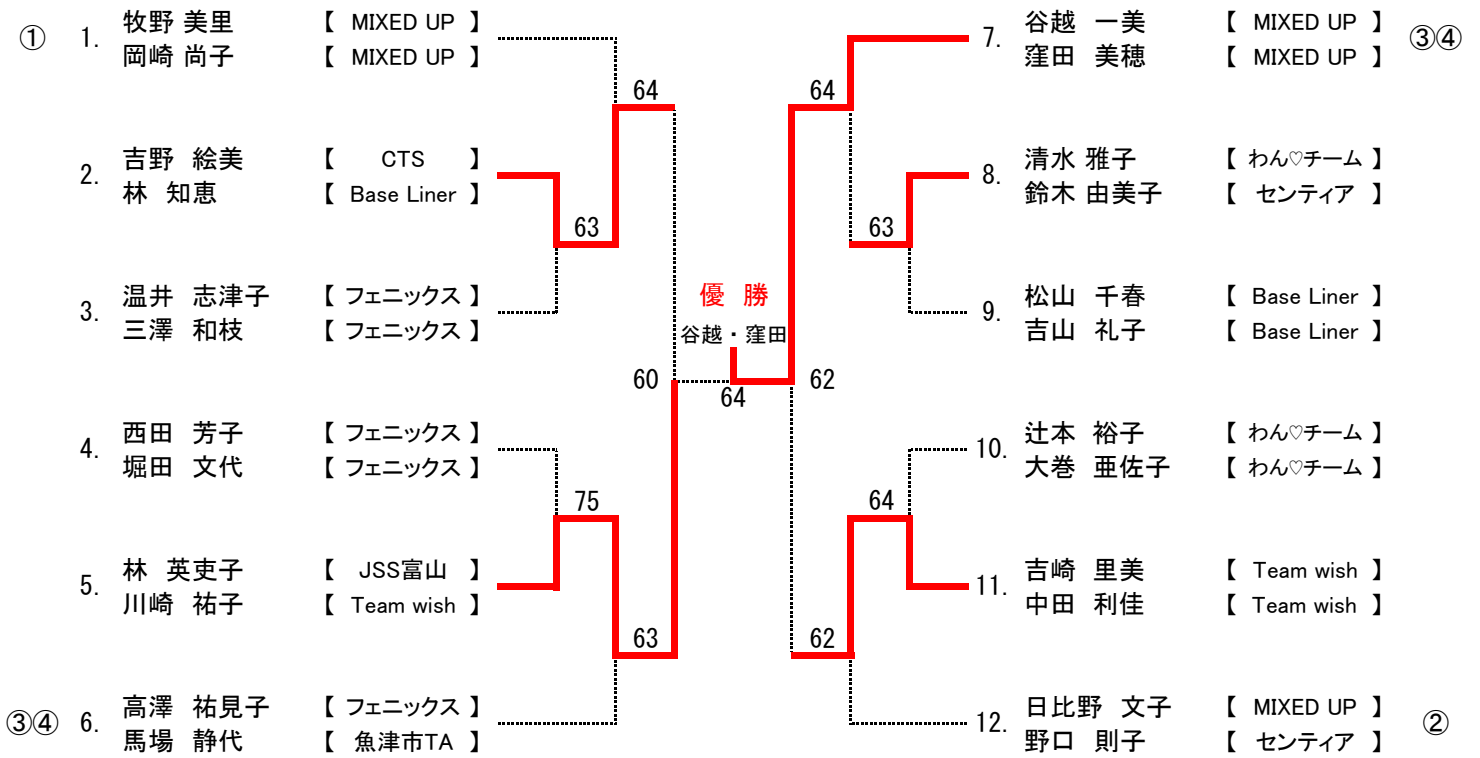 ① 1. 牧野 美里 【 MIXED UP 】
岡崎 尚子 【 MIXED UP 】
64
2. 吉野 絵美 【 CTS 】
林 知恵 【 Base Liner 】
63
3. 温井 志津子 【 フェニックス 】
三澤 和枝 【 フェニックス 】
60
4. 西田 芳子 【 フェニックス 】
堀田 文代 【 フェニックス 】
75
5. 林 英吏子 【 JSS富山 】
川崎 祐子 【 Team wish 】
63
③④ 6. 高澤 祐見子 【 フェニックス 】
馬場 静代 【 魚津市TA 】
優 勝
谷越・窪田
64
7. 谷越 一美 【 MIXED UP 】 ③④
窪田 美穂 【 MIXED UP 】
64
8. 清水 雅子 【 わん♡チーム 】
鈴木 由美子 【 センティア 】
63
9. 松山 千春 【 Base Liner 】
吉山 礼子 【 Base Liner 】
62
10. 辻本 裕子 【 わん♡チーム 】
大巻 亜佐子 【 わん♡チーム 】
64
11. 吉崎 里美 【 Team wish 】
中田 利佳 【 Team wish 】
62
12. 日比野 文子 【 MIXED UP 】 ②
野口 則子 【 センティア 】